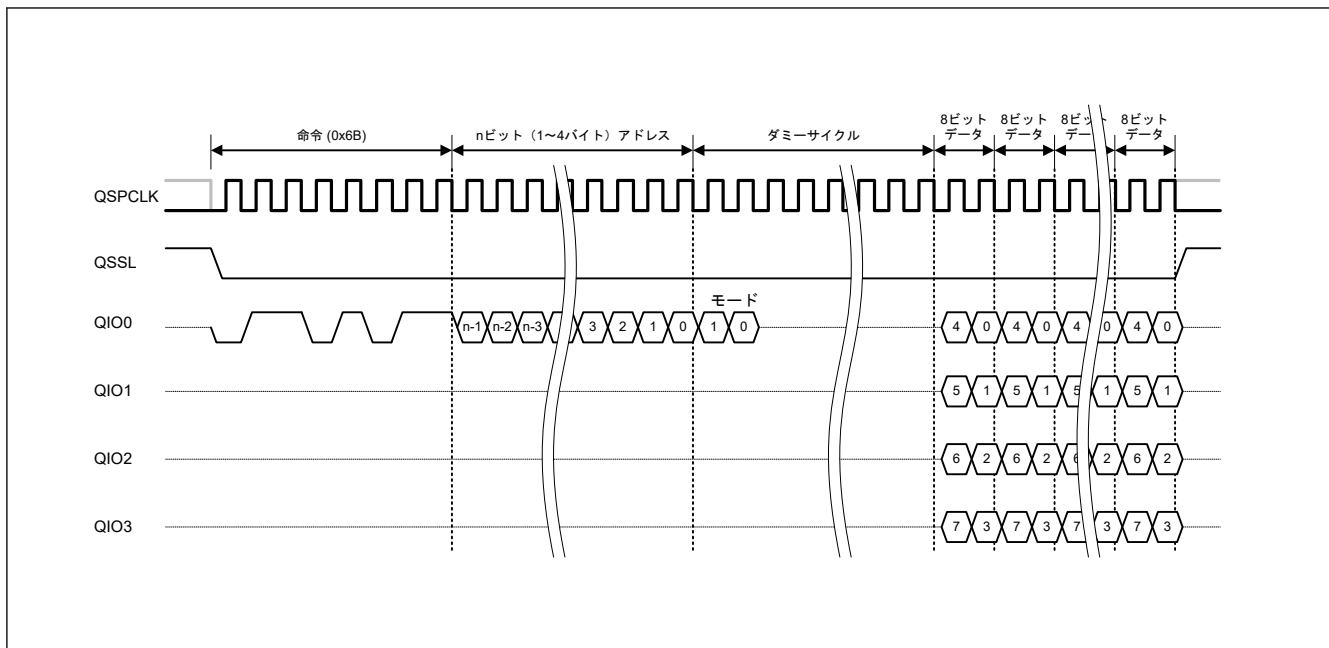 命令 (0x6B)
nビット（1～4バイト）アドレス
ダミーサイクル
8ビット
データ
8ビット
データ
8ビット
データ
8ビット
データ
QSPCLK
QSSL
モード
QIO0
n-1 n-2 n-3 3 2 1 0 1 0 4 0 4 0 4 0 4 0
QIO1
5 1 5 1 5 1 5 1
QIO2
6 2 6 2 6 2 6 2
QIO3
7 3 7 3 7 3 7 3